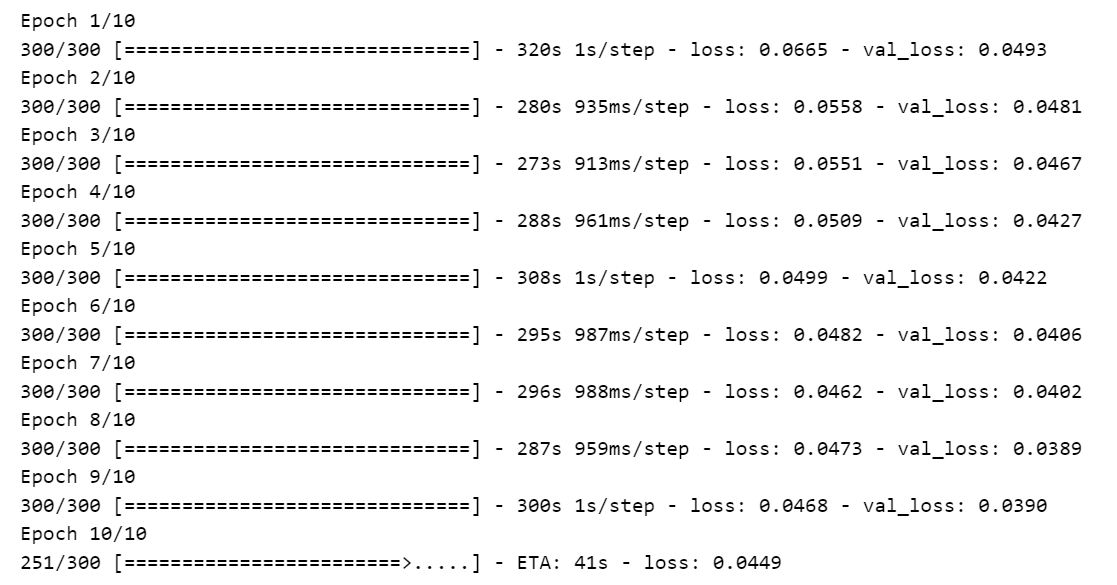 Epoch 1/10
300/300 [==============================] - 320s 1s/step - loss: 0.0665 - val_loss: 0.0493
Epoch 2/10
300/300 [==============================] - 280s 935ms/step - loss: 0.0558 - val_loss: 0.0481
Epoch 3/10
300/300 [==============================] - 273s 913ms/step - loss: 0.0551 - val_loss: 0.0467
Epoch 4/10
300/300 [==============================] - 288s 961ms/step - loss: 0.0509 - val_loss: 0.0427
Epoch 5/10
300/300 [==============================] - 308s 1s/step - loss: 0.0499 - val_loss: 0.0422
Epoch 6/10
300/300 [==============================] - 295s 987ms/step - loss: 0.0482 - val_loss: 0.0406
Epoch 7/10
300/300 [==============================] - 296s 988ms/step - loss: 0.0462 - val_loss: 0.0402
Epoch 8/10
300/300 [==============================] - 287s 959ms/step - loss: 0.0473 - val_loss: 0.0389
Epoch 9/10
300/300 [==============================] - 300s 1s/step - loss: 0.0468 - val_loss: 0.0390
Epoch 10/10
251/300 [========================>.....] - ETA: 41s - loss: 0.0449